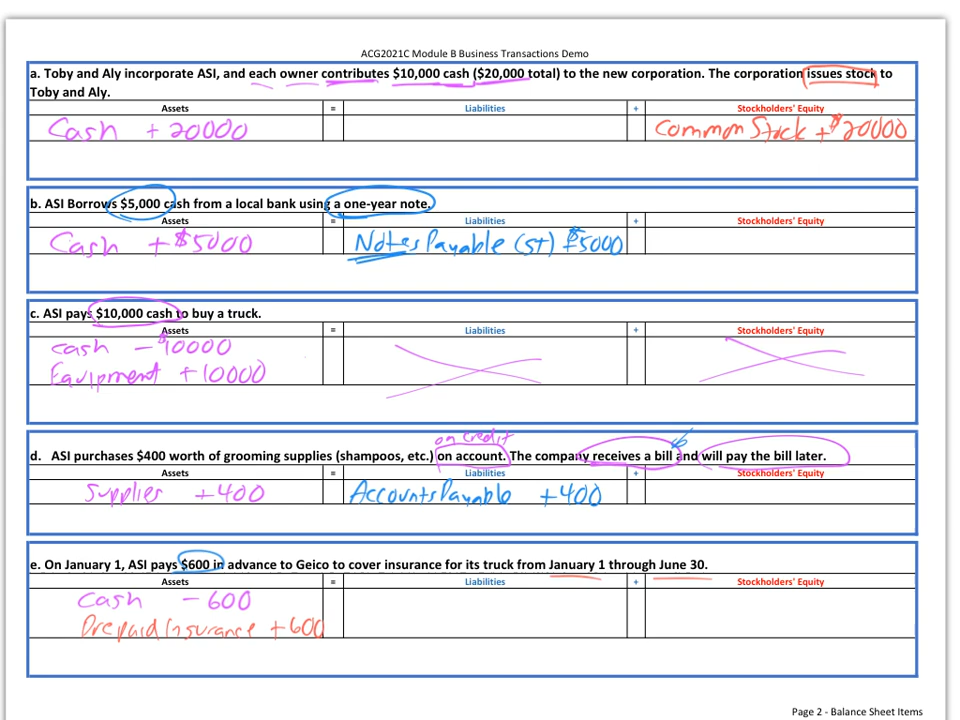 ACG2021C Module B Business Transactions Demo
a. Toby and Aly incorporate ASI, and each owner contributes $10,000 cash ($20,000 total) to the new corporation. The corporation issues stock to
Toby and Aly.
Assets = Liabilities + Stockholders' Equity
Cash + 20000 Common Stock + $20000
b. ASI Borrows $5,000 cash from a local bank using a one-year note.
Assets = Liabilities + Stockholders' Equity
Cash + $5000 Notes Payable (ST) + $5000
c. ASI pays $10,000 cash to buy a truck.
Assets = Liabilities + Stockholders' Equity
cash - $10000
Equipment + 10000
on credit
d. ASI purchases $400 worth of grooming supplies (shampoos, etc.) on account. The company receives a bill and will pay the bill later.
Assets = Liabilities + Stockholders' Equity
Supplies + 400 Accounts Payable + 400
e. On January 1, ASI pays $600 in advance to Geico to cover insurance for its truck from January 1 through June 30.
Assets = Liabilities + Stockholders' Equity
Cash - 600
Prepaid Insurance + 600
Page 2 - Balance Sheet Items